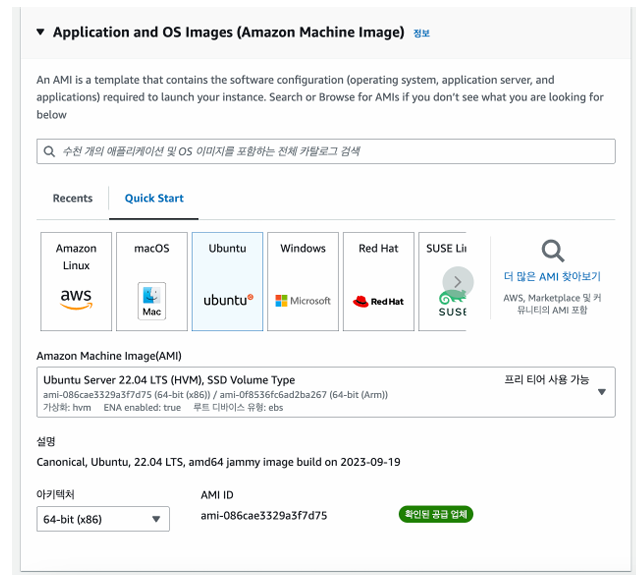 Application and OS Images (Amazon Machine Image) 정보
An AMI is a template that contains the software configuration (operating system, application server, and
applications) required to launch your instance. Search or Browse for AMIs if you don't see what you are looking for
below
수천 개의 애플리케이션 및 OS 이미지를 포함하는 전체 카탈로그 검색
Recents
Quick Start
Amazon
Linux
aws
macOS
Mac
Ubuntu
ubuntu
Windows
Microsoft
Red Hat
Red Hat
SUSE Li
SUSE
더 많은 AMI 찾아보기
AWS, Marketplace 및 커
뮤니티의 AMI 포함
Amazon Machine Image(AMI)
Ubuntu Server 22.04 LTS (HVM), SSD Volume Type 프리 티어 사용 가능
ami-086cae3329a3f7d75 (64-bit (x86)) / ami-0f8536fc6ad2ba267 (64-bit (Arm))
가상화: hvm ENA enabled: true 루트 디바이스 유형: ebs
설명
Canonical, Ubuntu, 22.04 LTS, amd64 jammy image build on 2023-09-19
아키텍처
64-bit (x86)
AMI ID
ami-086cae3329a3f7d75
확인된 공급 업체